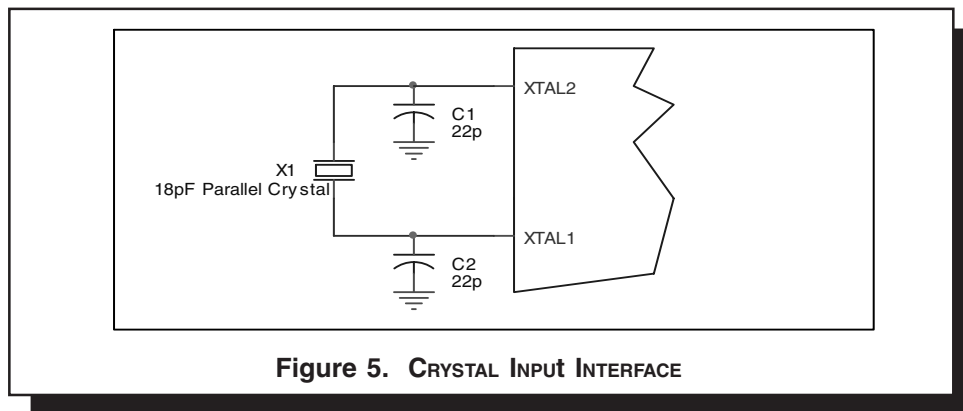 XTAL2
C1
22p
X1
18pF Parallel Crystal
XTAL1
C2
22p
Figure 5. CRYSTAL INPUT INTERFACE